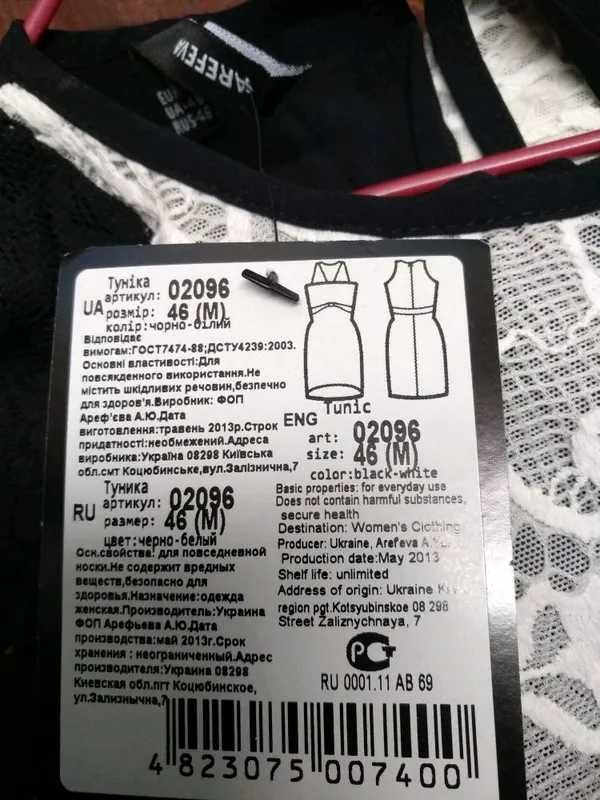 AREFEVA
Туніка
UA артикул: 02096
розмір: 46 (M)
колір:чорно-білий
Відповідає
вимогам:ГОСТ7474-88;ДСТУ4239:2003.
Основні властивості:Для
повсякденного використання.Не
містить шкідливих речовин,безпечно
для здоров'я.Виробник: ФОП
Ареф'єва А.Ю.Дата
виготовлення:травень 2013р.Строк
придатності:необмежений.Адреса
виробника:Україна 08298 Київська
обл.смт Коцюбинське,вул.Залізнична,7
ENG Tunic
art: 02096
size: 46 (M)
color:black-white
Basic properties: for everyday use
Does not contain harmful substances,
secure health
Destination: Women's Clothing
Producer: Ukraine, Arefeva A.
Production date:May 2013
Shelf life: unlimited
Address of origin: Ukraine
region pgt.Kotsyubinskoe 08 298
Street Zaliznychnaya, 7
Туника
RU артикул: 02096
размер: 46 (M)
цвет:черно-белый
Осн.свойства: для повседневной
носки.Не содержит вредных
веществ,безопасно для
здоровья.Назначение:одежда
женская.Производитель:Украина
ФОП Арефьева А.Ю.Дата
производства:май 2013г.Срок
хранения : неограниченный.Адрес
производителя:Украина 08298
Киевская обл.пгт Коцюбинское,
ул.Зализнычна,7
RU 0001.11 AB 69
4 823075 007400